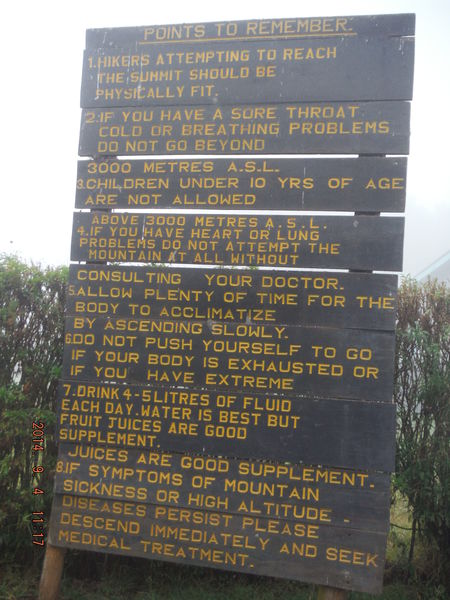 POINTS TO REMEMBER.
1.HIKERS ATTEMPTING TO REACH
THE SUMMIT SHOULD BE
PHYSICALLY FIT.
2.IF YOU HAVE A SORE THROAT
COLD OR BREATHING PROBLEMS
DO NOT GO BEYOND
3000 METRES A.S.L.
3.CHILDREN UNDER 10 YRS OF AGE
ARE NOT ALLOWED
ABOVE 3000 METRES A.S.L.
4.IF YOU HAVE HEART OR LUNG
PROBLEMS DO NOT ATTEMPT THE
MOUNTAIN AT ALL WITHOUT
CONSULTING YOUR DOCTOR.
5.ALLOW PLENTY OF TIME FOR THE
BODY TO ACCLIMATIZE
BY ASCENDING SLOWLY.
6.DO NOT PUSH YOURSELF TO GO
IF YOUR BODY IS EXHAUSTED OR
IF YOU HAVE EXTREME
7.DRINK 4-5 LITRES OF FLUID
EACH DAY.WATER IS BEST BUT
FRUIT JUICES ARE GOOD
SUPPLEMENT.
JUICES ARE GOOD SUPPLEMENT.
8.IF SYMPTOMS OF MOUNTAIN
SICKNESS OR HIGH ALTITUDE -
DISEASES PERSIST PLEASE
DESCEND IMMEDIATELY AND SEEK
MEDICAL TREATMENT.
2014 9 4 11:17